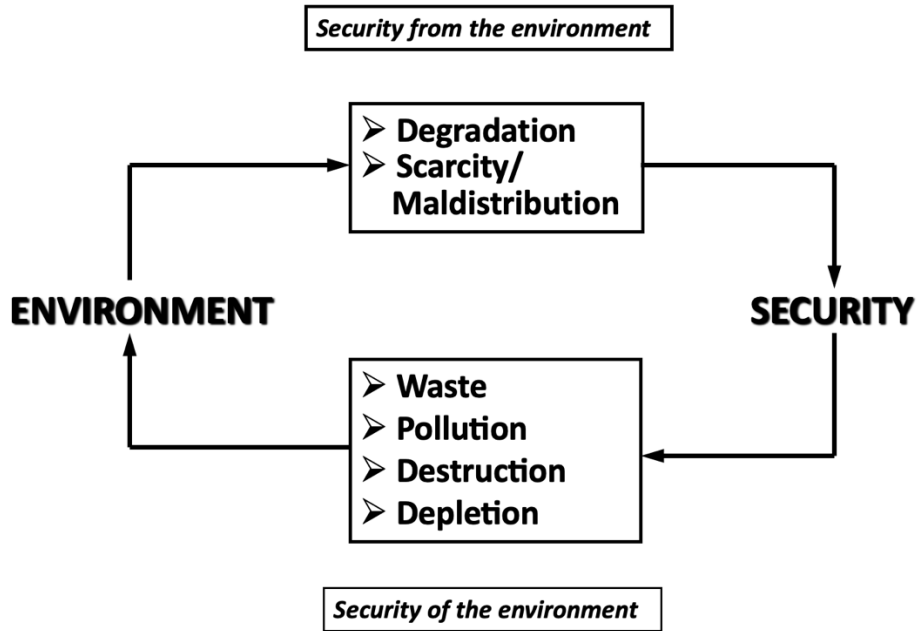 Security from the environment
➢ Degradation
➢ Scarcity/
Maldistribution
ENVIRONMENT
SECURITY
➢ Waste
➢ Pollution
➢ Destruction
➢ Depletion
Security of the environment